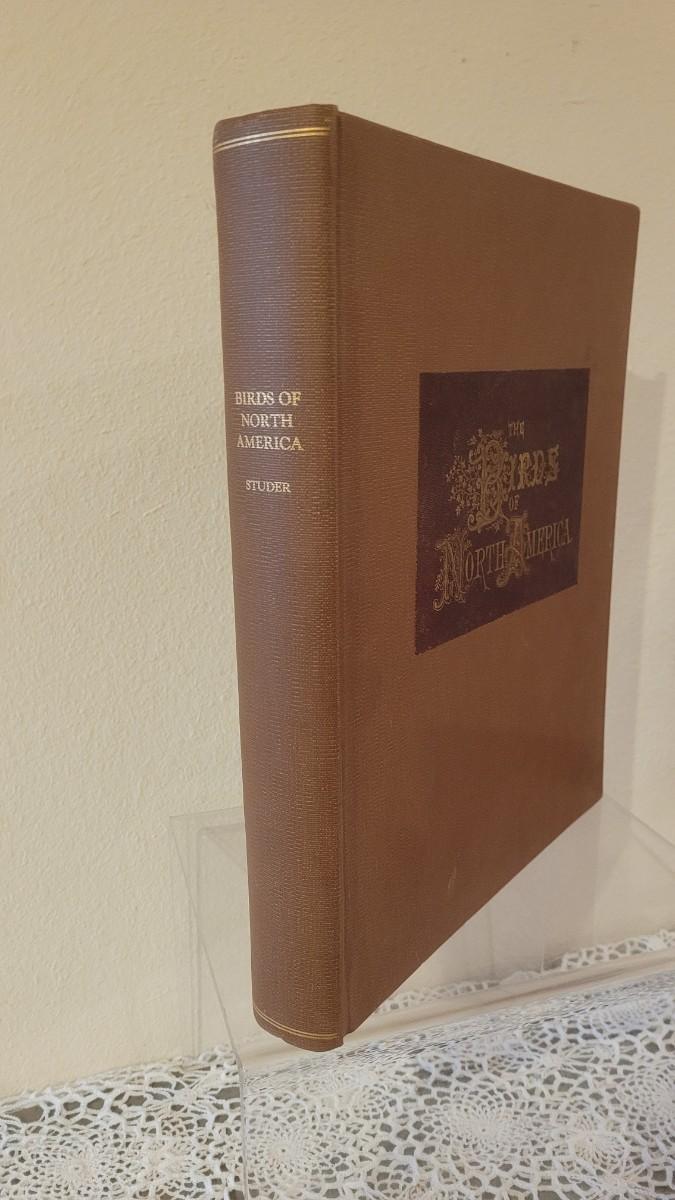 BIRDS OF
NORTH
AMERICA
STUDER
THE
BIRDS
OF
NORTH AMERICA